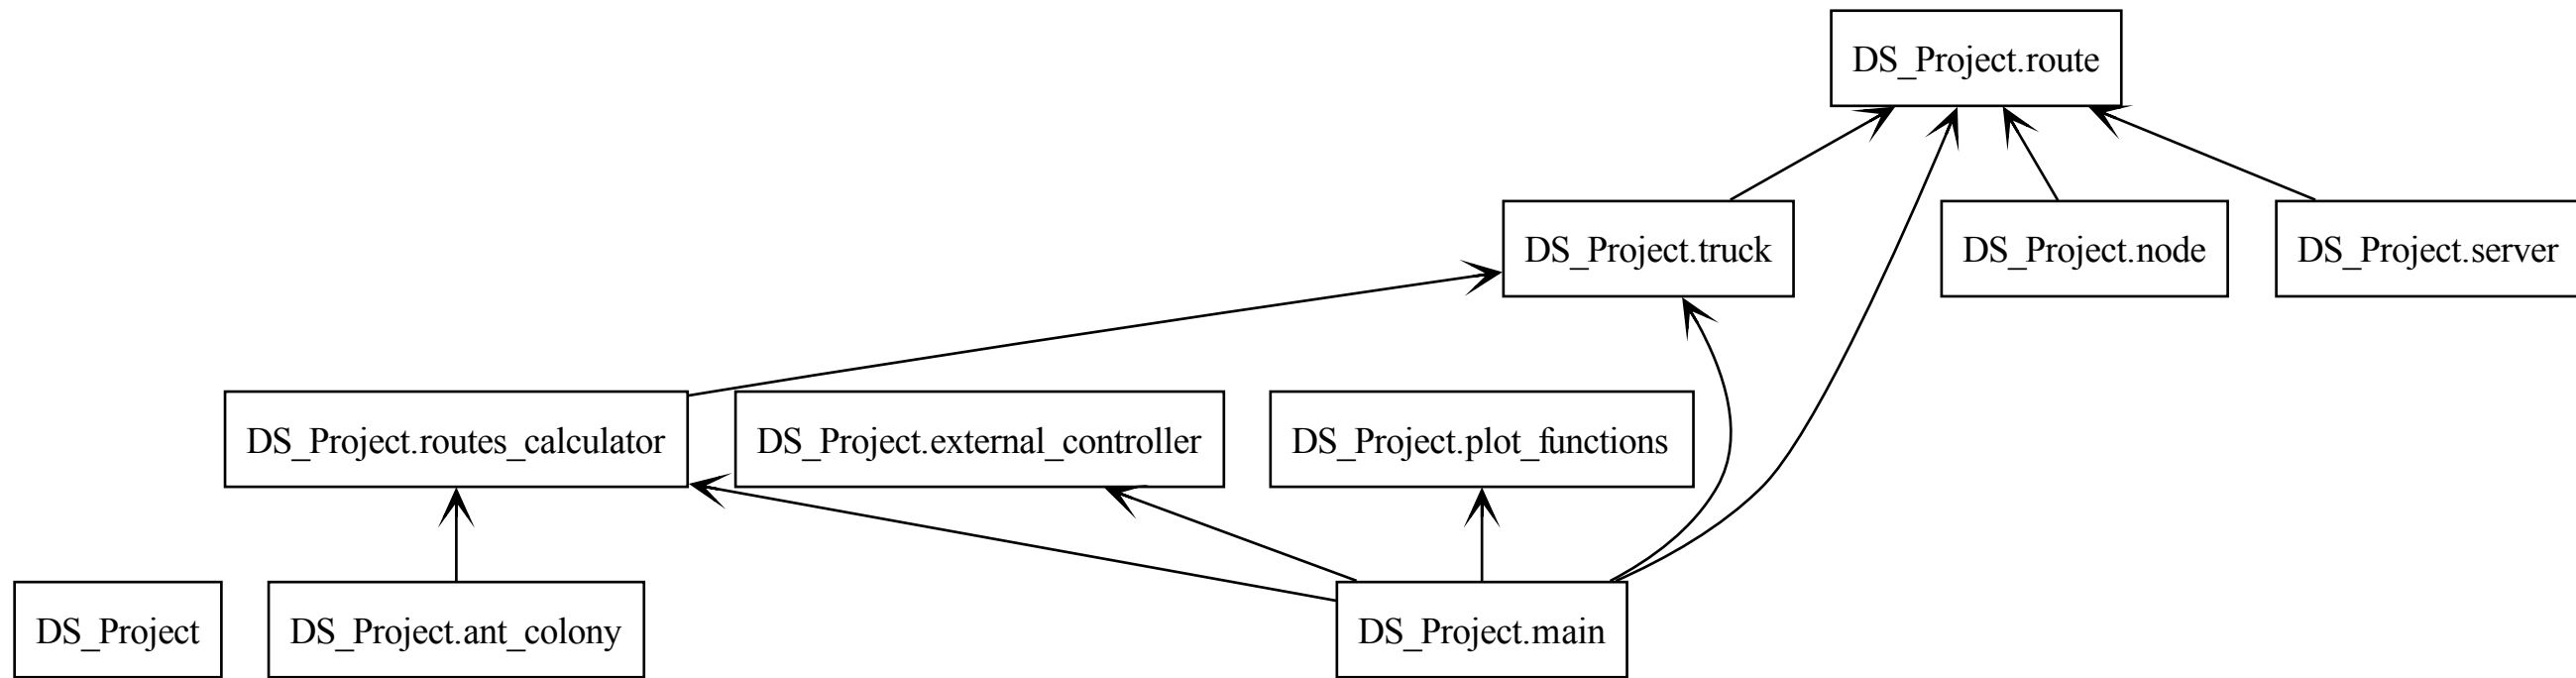 DS_Project.route
DS_Project.truck
DS_Project.node
DS_Project.server
DS_Project.routes_calculator
DS_Project.external_controller
DS_Project.plot_functions
DS_Project
DS_Project.ant_colony
DS_Project.main